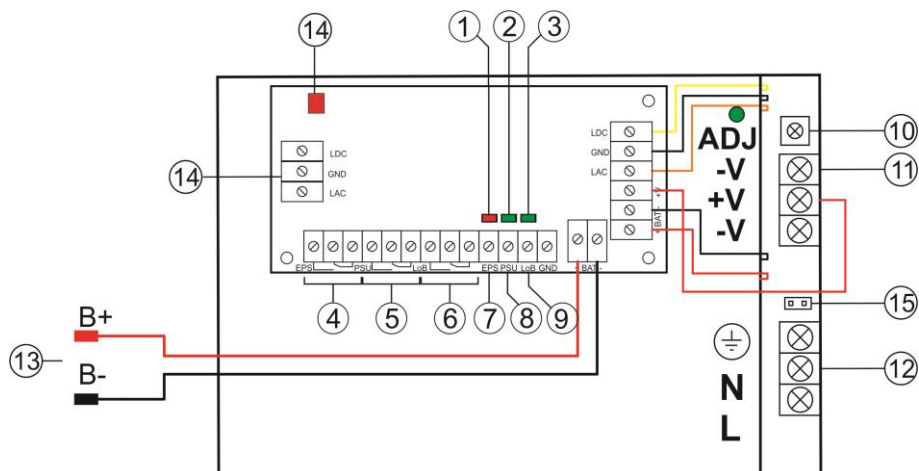 1 2 3
14
LDC
GND
LAC
14
LDC
GND
LAC
+V
- BAT +
ADJ
-V
+V
-V
10
11
EPS PSU LoB EPS PSU LoB GND + BAT -
4 5 6 7 8 9
15
B+
13
B-
12
N
L